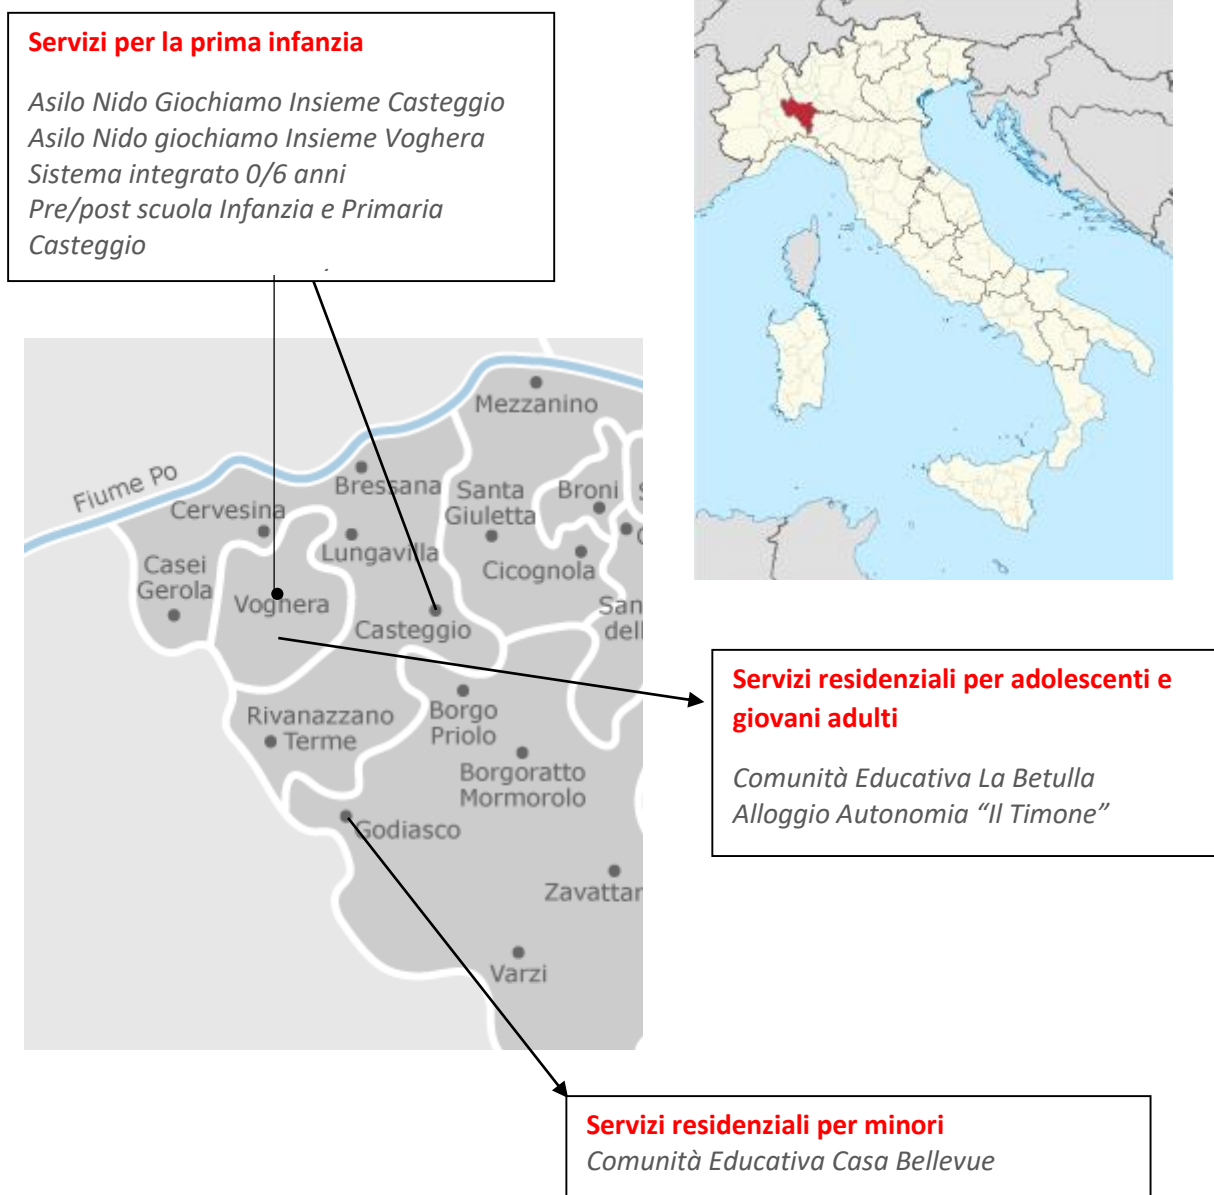 Servizi per la prima infanzia
Asilo Nido Giochiamo Insieme Casteggio
Asilo Nido giochiamo Insieme Voghera
Sistema integrato 0/6 anni
Pre/post scuola Infanzia e Primaria
Casteggio
Mezzanino
Fiume Po
Bressana
Santa
Giuletta
Broni
Cervesina
Lungavilla
Cicognola
Casei
Gerola
Voghera
Casteggio
San
dell
Rivanazzano
Terme
Borgo
Priolo
Borgoratto
Mormorolo
Godiasco
Zavattar
Varzi
Servizi residenziali per adolescenti e
giovani adulti
Comunità Educativa La Betulla
Alloggio Autonomia “Il Timone”
Servizi residenziali per minori
Comunità Educativa Casa Bellevue